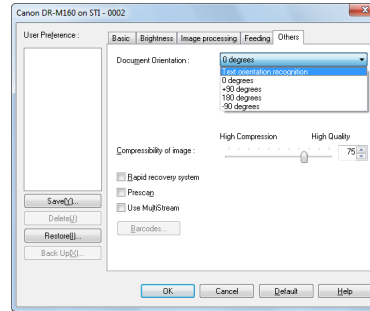 Canon DR-M160 on STI - 0002
User Preference :
Basic Brightness Image processing Feeding Others
Document Orientation :
0 degrees
Text orientation recognition
0 degrees
+90 degrees
180 degrees
-90 degrees
High Compression High Quality
Compressibility of image :
75
Rapid recovery system
Prescan
Use MultiStream
Barcodes...
Save(Y)...
Delete(J)
Restore(I)...
Back Up(X)...
OK Cancel Default Help